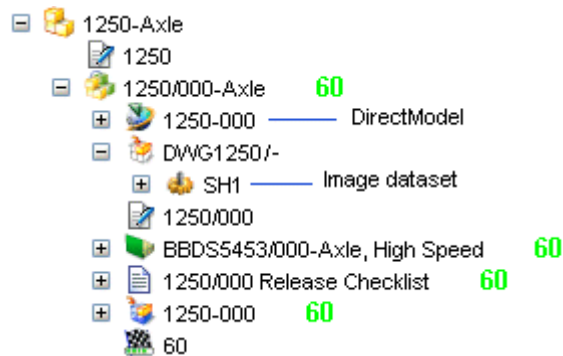 1250-Axle
1250
1250/000-Axle 60
1250-000 DirectModel
DWG1250/-
SH1 Image dataset
1250/000
BBDS5453/000-Axle, High Speed 60
1250/000 Release Checklist 60
1250-000 60
60